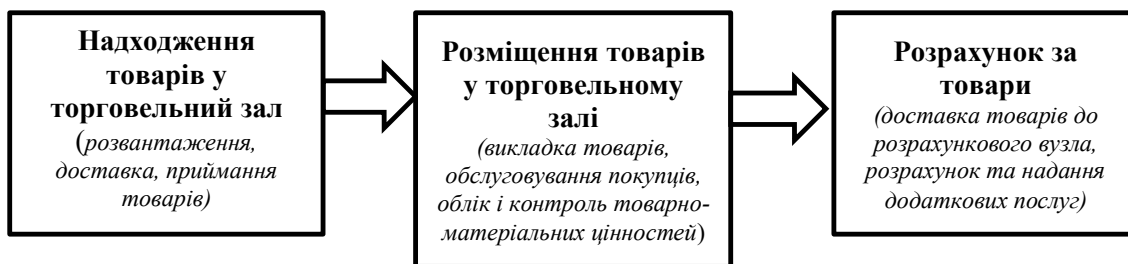 Надходження
товарів у
торговельний зал
(розвантаження,
доставка, приймання
товарів)
Розміщення товарів
у торговельному
залі
(викладка товарів,
обслуговування покупців,
облік і контроль товарно-
матеріальних цінностей)
Розрахунок за
товари
(доставка товарів до
розрахункового вузла,
розрахунок та надання
додаткових послуг)